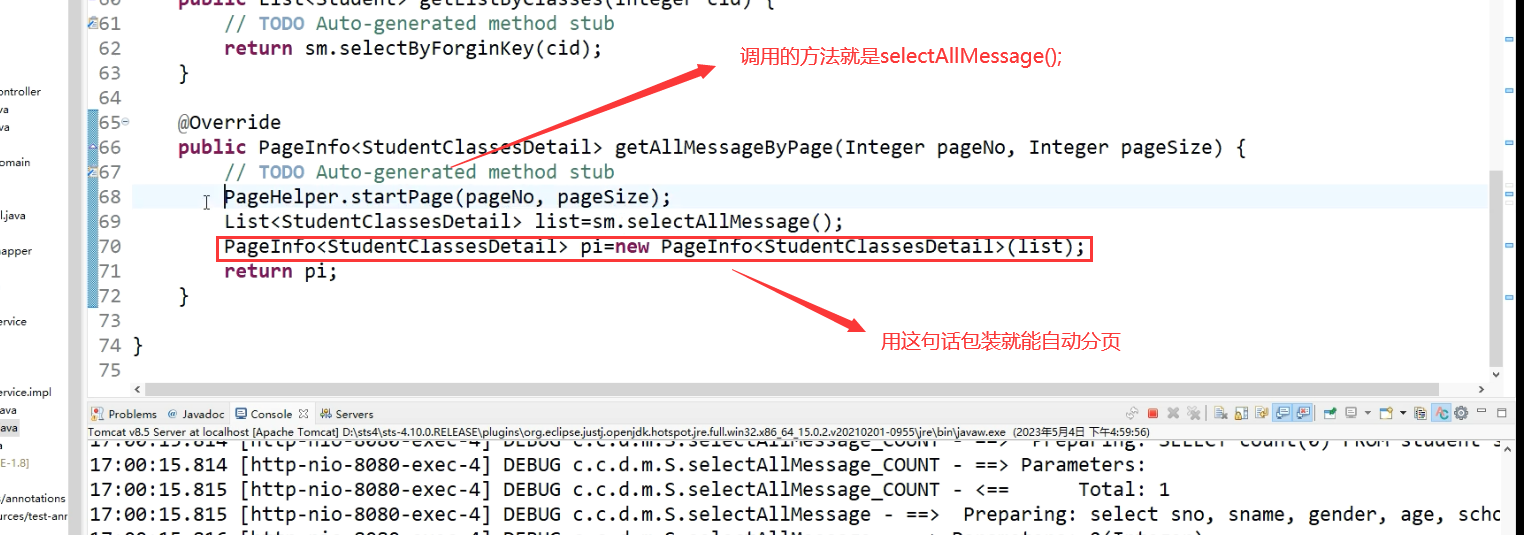 public List<Student> getListByClasses(Integer cid) {
61 // TODO Auto-generated method stub
62 return sm.selectByForginKey(cid);
调用的方法就是selectAllMessage();
63 }
64
ontroller
va
65 @Override
va
66 public PageInfo<StudentClassesDetail> getAllMessageByPage(Integer pageNo, Integer pageSize) {
omain
67 // TODO Auto-generated method stub
68 PageHelper.startPage(pageNo, pageSize);
l.java
69 List<StudentClassesDetail> list=sm.selectAllMessage();
apper
70 PageInfo<StudentClassesDetail> pi=new PageInfo<StudentClassesDetail>(list);
71 return pi;
72 }
73
ervice
用这句话包装就能自动分页
74 }
75
ervice.impl
ava
Problems @ Javadoc Console Servers
ava
Tomcat v8.5 Server at localhost [Apache Tomcat] D:\sts4\sts-4.10.0.RELEASE\plugins\org.eclipse.justj.openjdk.hotspot.jre.full.win32.x86_64_15.0.2.v20210201-0955\jre\bin\javaw.exe (2023年5月4日 下午4:59:56)
a
17:00:15.814 [http-nio-8080-exec-4] DEBUG c.c.d.m.S.selectAllMessage_COUNT - ==> Preparing: SELECT count(0) FROM student s
E-1.8]
17:00:15.814 [http-nio-8080-exec-4] DEBUG c.c.d.m.S.selectAllMessage_COUNT - ==> Parameters:
17:00:15.815 [http-nio-8080-exec-4] DEBUG c.c.d.m.S.selectAllMessage_COUNT - <== Total: 1
s/annotations
17:00:15.815 [http-nio-8080-exec-4] DEBUG c.c.d.m.S.selectAllMessage - ==> Preparing: select sno, sname, gender, age, scho
urces/test-anr